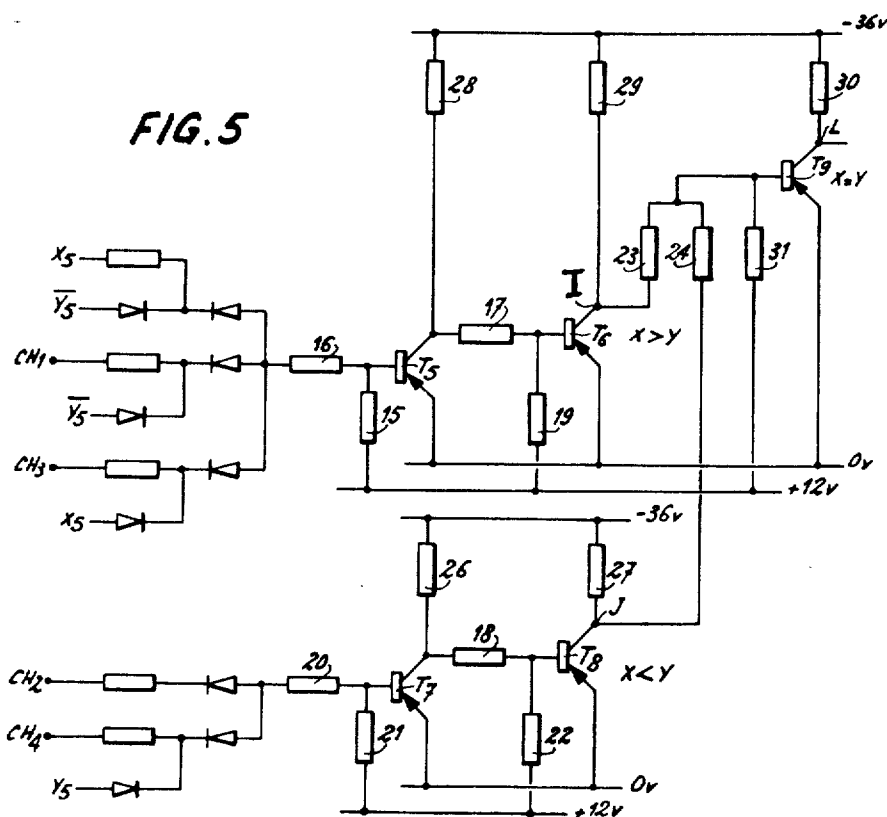 -36v
28
29
30
L
FIG.5
T9
X=Y
X5
23
24
31
Y5
I
17
T6
X>Y
16
CH1
T5
Y5
15
19
CH3
0v
+12v
X5
-36v
26
27
J
18
T8
20
CH2
T7
X<Y
CH4
21
22
Y5
0v
+12v